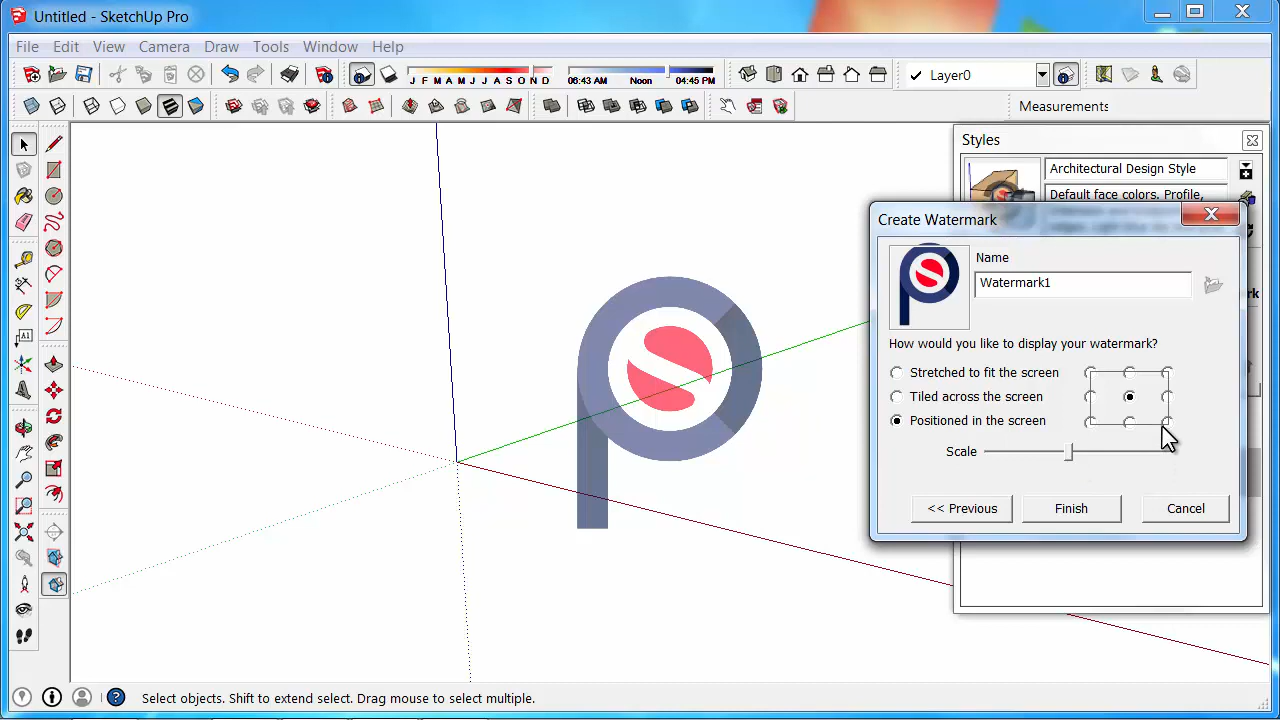 Untitled - SketchUp Pro
File Edit View Camera Draw Tools Window Help
J F M A M J J A S O N D
06:43 AM Noon 04:45 PM
Layer0
Measurements
Styles
Architectural Design Style
Default face colors. Profile,
Create Watermark
Name
Watermark1
How would you like to display your watermark?
Stretched to fit the screen
Tiled across the screen
Positioned in the screen
Scale
<< Previous Finish Cancel
Select objects. Shift to extend select. Drag mouse to select multiple.